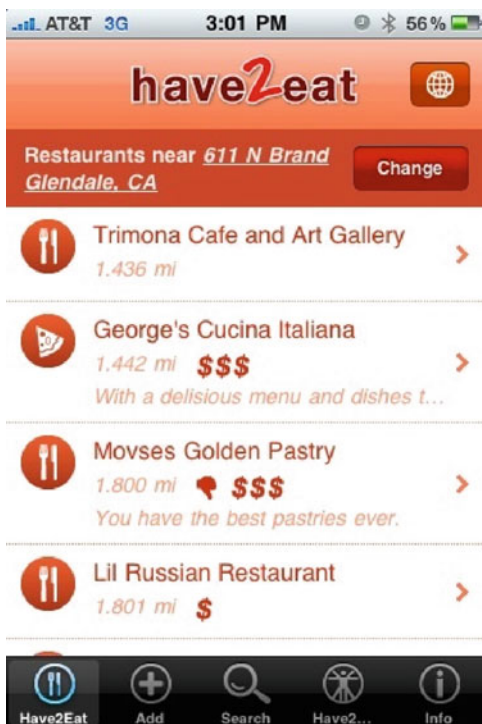 AT&T 3G 3:01 PM 56%
have2eat
Restaurants near 611 N Brand
Glendale, CA
Change
Trimona Cafe and Art Gallery
1.436 mi
George's Cucina Italiana
1.442 mi $$$
With a delisious menu and dishes t...
Movses Golden Pastry
1.800 mi $$$
You have the best pastries ever.
Lil Russian Restaurant
1.801 mi $
Have2Eat Add Search Have2... Info